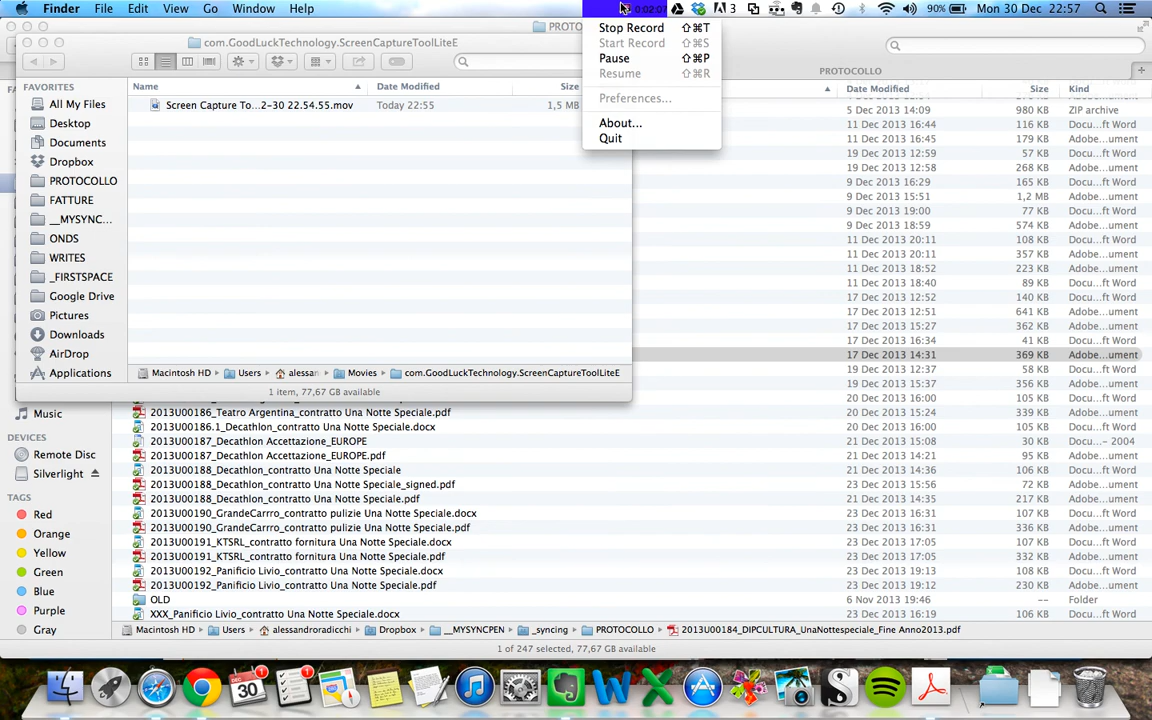 Finder File Edit View Go Window Help 0:02:07 3 90% Mon 30 Dec 22:57
Stop Record ⇧⌘T
Start Record ⇧⌘S
Pause ⇧⌘P
Resume ⇧⌘R
Preferences...
About...
Quit
com.GoodLuckTechnology.ScreenCaptureToolLiteE
Name Date Modified Size
Screen Capture To...2-30 22.54.55.mov Today 22:55 1,5 MB
FAVORITES
All My Files
Desktop
Documents
Dropbox
PROTOCOLLO
FATTURE
__MYSYNC...
ONDS
WRITES
_FIRSTSPACE
Google Drive
Pictures
Downloads
AirDrop
Applications
Macintosh HD Users alessan Movies com.GoodLuckTechnology.ScreenCaptureToolLiteE
1 item, 77,67 GB available
PROTO
PROTOCOLLO
Date Modified Size Kind
5 Dec 2013 14:09 980 KB ZIP archive
11 Dec 2013 16:44 116 KB Docu...ft Word
11 Dec 2013 16:45 179 KB Adobe...ument
19 Dec 2013 12:59 57 KB Docu...ft Word
19 Dec 2013 12:58 268 KB Adobe...ument
9 Dec 2013 16:29 165 KB Docu...ft Word
9 Dec 2013 15:51 1,2 MB Adobe...ument
9 Dec 2013 19:00 77 KB Docu...ft Word
9 Dec 2013 18:59 574 KB Adobe...ument
11 Dec 2013 20:11 108 KB Docu...ft Word
11 Dec 2013 20:11 357 KB Adobe...ument
11 Dec 2013 18:52 223 KB Adobe...ument
11 Dec 2013 18:40 89 KB Docu...ft Word
17 Dec 2013 12:52 140 KB Docu...ft Word
17 Dec 2013 12:51 641 KB Adobe...ument
17 Dec 2013 15:27 362 KB Adobe...ument
17 Dec 2013 16:34 41 KB Docu...ft Word
17 Dec 2013 14:31 369 KB Adobe...ument
19 Dec 2013 12:37 58 KB Docu...ft Word
19 Dec 2013 15:37 356 KB Adobe...ument
20 Dec 2013 16:00 105 KB Docu...ft Word
2013U00186_Teatro Argentina_contratto Una Notte Speciale.pdf 20 Dec 2013 15:24 339 KB Adobe...ument
2013U00186.1_Decathlon_contratto Una Notte Speciale.docx 20 Dec 2013 16:00 105 KB Docu...ft Word
2013U00187_Decathlon Accettazione_EUROPE 21 Dec 2013 15:08 30 KB Docu...- 2004
2013U00187_Decathlon Accettazione_EUROPE.pdf 21 Dec 2013 14:21 95 KB Adobe...ument
2013U00188_Decathlon_contratto Una Notte Speciale 21 Dec 2013 14:36 106 KB Docu...ft Word
2013U00188_Decathlon_contratto Una Notte Speciale_signed.pdf 23 Dec 2013 15:56 72 KB Adobe...ument
2013U00188_Decathlon_contratto Una Notte Speciale.pdf 21 Dec 2013 14:35 217 KB Adobe...ument
2013U00190_GrandeCarrro_contratto pulizie Una Notte Speciale.docx 23 Dec 2013 16:31 107 KB Docu...ft Word
2013U00190_GrandeCarrro_contratto pulizie Una Notte Speciale.pdf 23 Dec 2013 16:31 336 KB Adobe...ument
2013U00191_KTSRL_contratto fornitura Una Notte Speciale.docx 23 Dec 2013 17:05 107 KB Docu...ft Word
2013U00191_KTSRL_contratto fornitura Una Notte Speciale.pdf 23 Dec 2013 17:05 332 KB Adobe...ument
2013U00192_Panificio Livio_contratto Una Notte Speciale.docx 23 Dec 2013 19:13 108 KB Docu...ft Word
2013U00192_Panificio Livio_contratto Una Notte Speciale.pdf 23 Dec 2013 19:12 230 KB Adobe...ument
OLD 6 Nov 2013 19:46 -- Folder
XXX_Panificio Livio_contratto Una Notte Speciale.docx 23 Dec 2013 16:19 106 KB Docu...ft Word
Music
DEVICES
Remote Disc
Silverlight
TAGS
Red
Orange
Yellow
Green
Blue
Purple
Gray
Macintosh HD Users alessandroradicchi Dropbox __MYSYNCPEN _syncing PROTOCOLLO 2013U00184_DIPCULTURA_UnaNottespeciale_Fine Anno2013.pdf
1 of 247 selected, 77,67 GB available
DEC
30
1
1